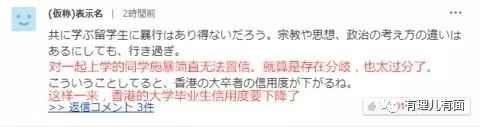 (仮称)表示名 | 2時間前
共に学ぶ留学生に暴行はあり得ないだろう。宗教や思想、政治の考え方の違いは
あるにしても、行き過ぎ。
对一起上学的同学施暴简直无法置信。就算是存在分歧，也太过分了。
こういうことしてると、香港の大卒者の信用度が下がるね。
这样一来，香港的大学毕业生信用度要下降了
>> 返信コメント 3件
有理儿有面